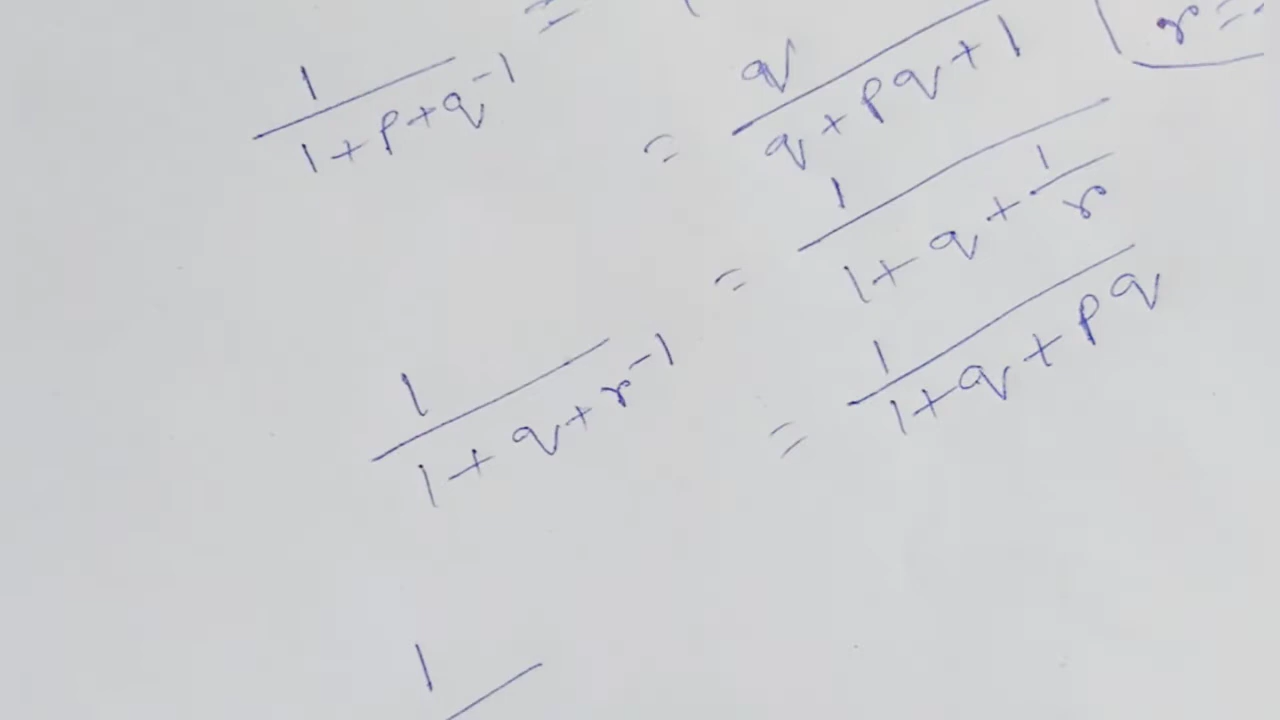 =
r =
1/(1+p+q⁻¹) = q/(q+pq+1)
= 1/(1+q+1/r)
1/(1+q+r⁻¹) = 1/(1+q+pq)
1